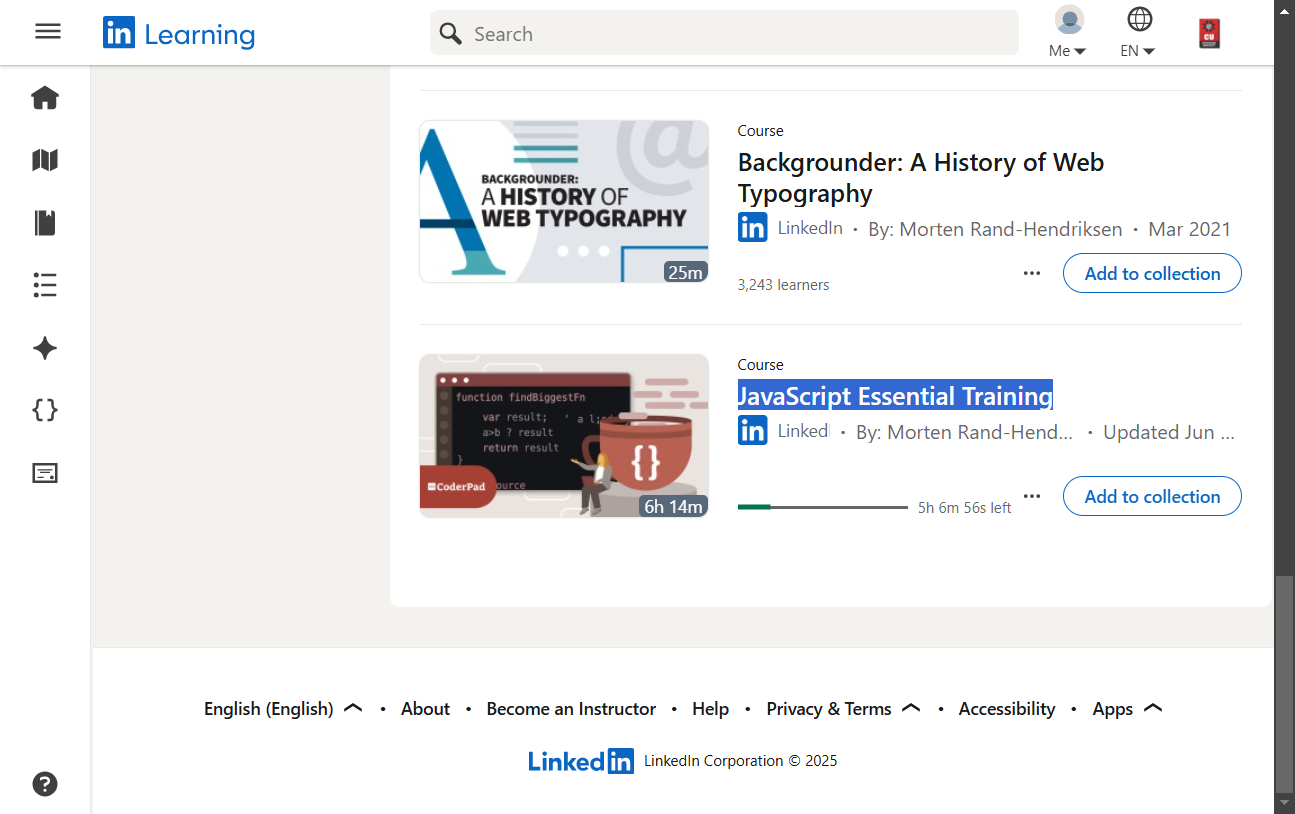 in Learning
Search
Me
EN
CU
Course
Backgrounder: A History of Web
Typography
in LinkedIn • By: Morten Rand-Hendriksen • Mar 2021
3,243 learners
... Add to collection
BACKGROUNDER:
A HISTORY OF
WEB TYPOGRAPHY
25m
Course
JavaScript Essential Training
in LinkedI • By: Morten Rand-Hend... • Updated Jun ...
5h 6m 56s left
... Add to collection
function findBiggestFn
var result; ' a l;
a>b ? result
return result
}
ource
{}
CoderPad
6h 14m
English (English) • About • Become an Instructor • Help • Privacy & Terms • Accessibility • Apps
Linkedin LinkedIn Corporation © 2025